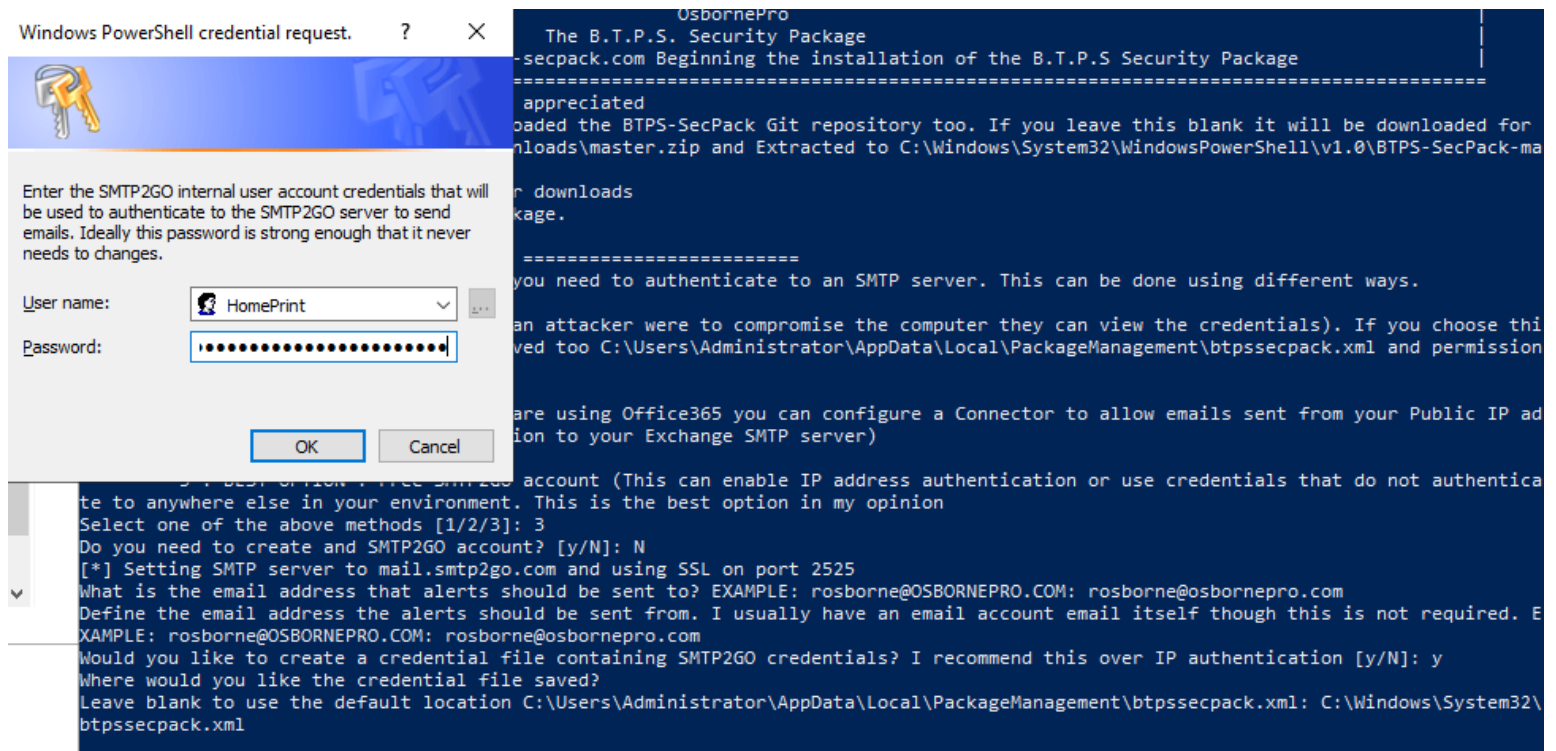 Windows PowerShell credential request. ? ×
Enter the SMTP2GO internal user account credentials that will
be used to authenticate to the SMTP2GO server to send
emails. Ideally this password is strong enough that it never
needs to changes.
User name: HomePrint ...
Password: ••••••••••••••••••••••
OK Cancel
OsbornePro |
The B.T.P.S. Security Package |
-secpack.com Beginning the installation of the B.T.P.S Security Package |
=======================================================================================
appreciated
oaded the BTPS-SecPack Git repository too. If you leave this blank it will be downloaded for
nloads\master.zip and Extracted to C:\Windows\System32\WindowsPowerShell\v1.0\BTPS-SecPack-ma
r downloads
kage.
=========================
you need to authenticate to an SMTP server. This can be done using different ways.
an attacker were to compromise the computer they can view the credentials). If you choose thi
ved too C:\Users\Administrator\AppData\Local\PackageManagement\btpssecpack.xml and permission
are using Office365 you can configure a Connector to allow emails sent from your Public IP ad
ion to your Exchange SMTP server)
account (This can enable IP address authentication or use credentials that do not authentica
te to anywhere else in your environment. This is the best option in my opinion
Select one of the above methods [1/2/3]: 3
Do you need to create and SMTP2GO account? [y/N]: N
[*] Setting SMTP server to mail.smtp2go.com and using SSL on port 2525
What is the email address that alerts should be sent to? EXAMPLE: rosborne@OSBORNEPRO.COM: rosborne@osbornepro.com
Define the email address the alerts should be sent from. I usually have an email account email itself though this is not required. E
XAMPLE: rosborne@OSBORNEPRO.COM: rosborne@osbornepro.com
Would you like to create a credential file containing SMTP2GO credentials? I recommend this over IP authentication [y/N]: y
Where would you like the credential file saved?
Leave blank to use the default location C:\Users\Administrator\AppData\Local\PackageManagement\btpssecpack.xml: C:\Windows\System32\
btpssecpack.xml